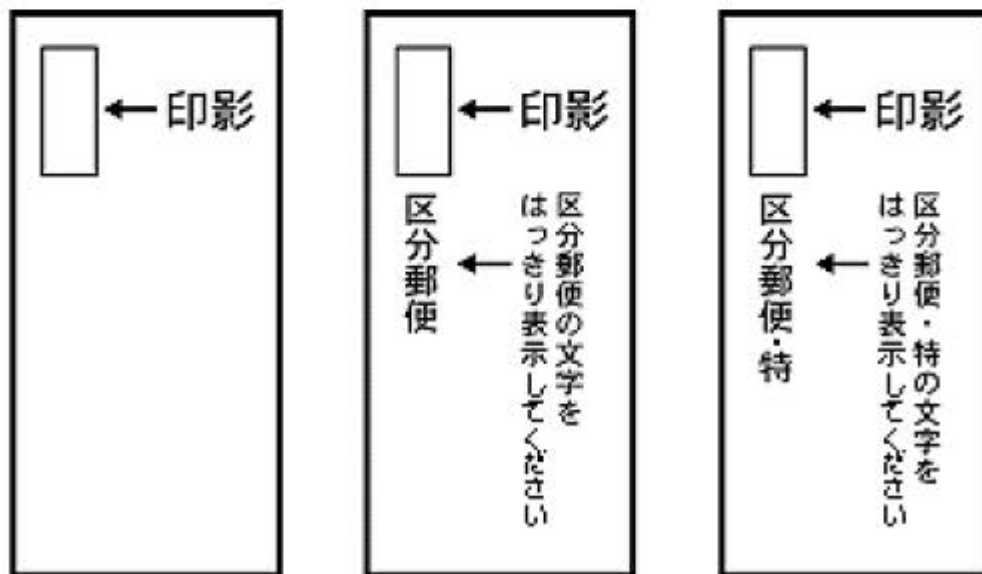 印影
印影
区分郵便
区分郵便の文字を
はっきり表示してください
印影
区分郵便・特
区分郵便・特の文字を
はっきり表示してください